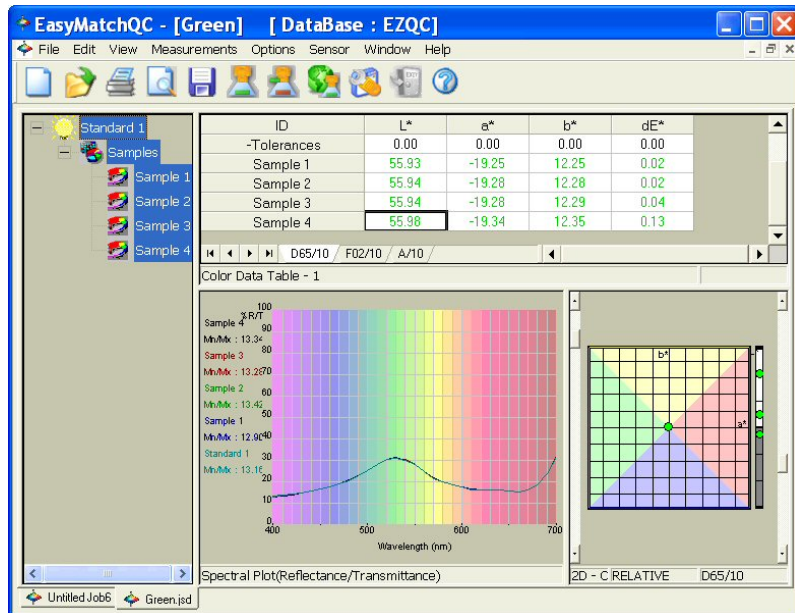 EasyMatchQC - [Green] [ DataBase : EZQC]
File Edit View Measurements Options Sensor Window Help
Standard 1
Samples
Sample 1
Sample 2
Sample 3
Sample 4
ID L* a* b* dE*
-Tolerances 0.00 0.00 0.00 0.00
Sample 1 55.93 -19.25 12.25 0.02
Sample 2 55.94 -19.28 12.28 0.02
Sample 3 55.94 -19.28 12.29 0.04
Sample 4 55.98 -19.34 12.35 0.13
D65/10 F02/10 A/10
Color Data Table - 1
%R/T
100
90
80
70
60
50
40
30
20
10
0
Sample 4
Mn/Mx : 13.34
Sample 3
Mn/Mx : 13.28
Sample 2
Mn/Mx : 13.42
Sample 1
Mn/Mx : 12.90
Standard 1
Mn/Mx : 13.16
400 500 600 700
Wavelength (nm)
Spectral Plot(Reflectance/Transmittance)
b*
a*
2D - C RELATIVE D65/10
Untitled Job6 Green.jsd